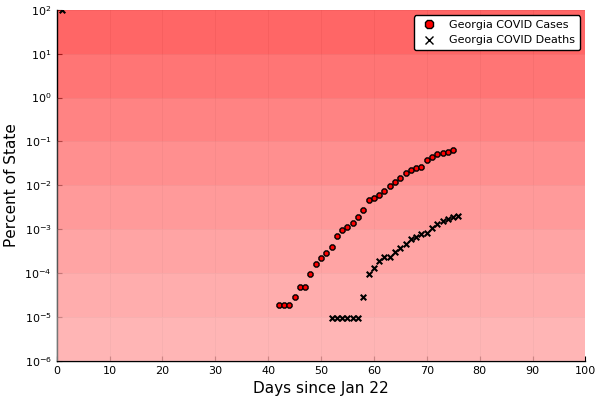 Percent of State
10²
10¹
10⁰
10⁻¹
10⁻²
10⁻³
10⁻⁴
10⁻⁵
10⁻⁶
Georgia COVID Cases
Georgia COVID Deaths
0 10 20 30 40 50 60 70 80 90 100
Days since Jan 22